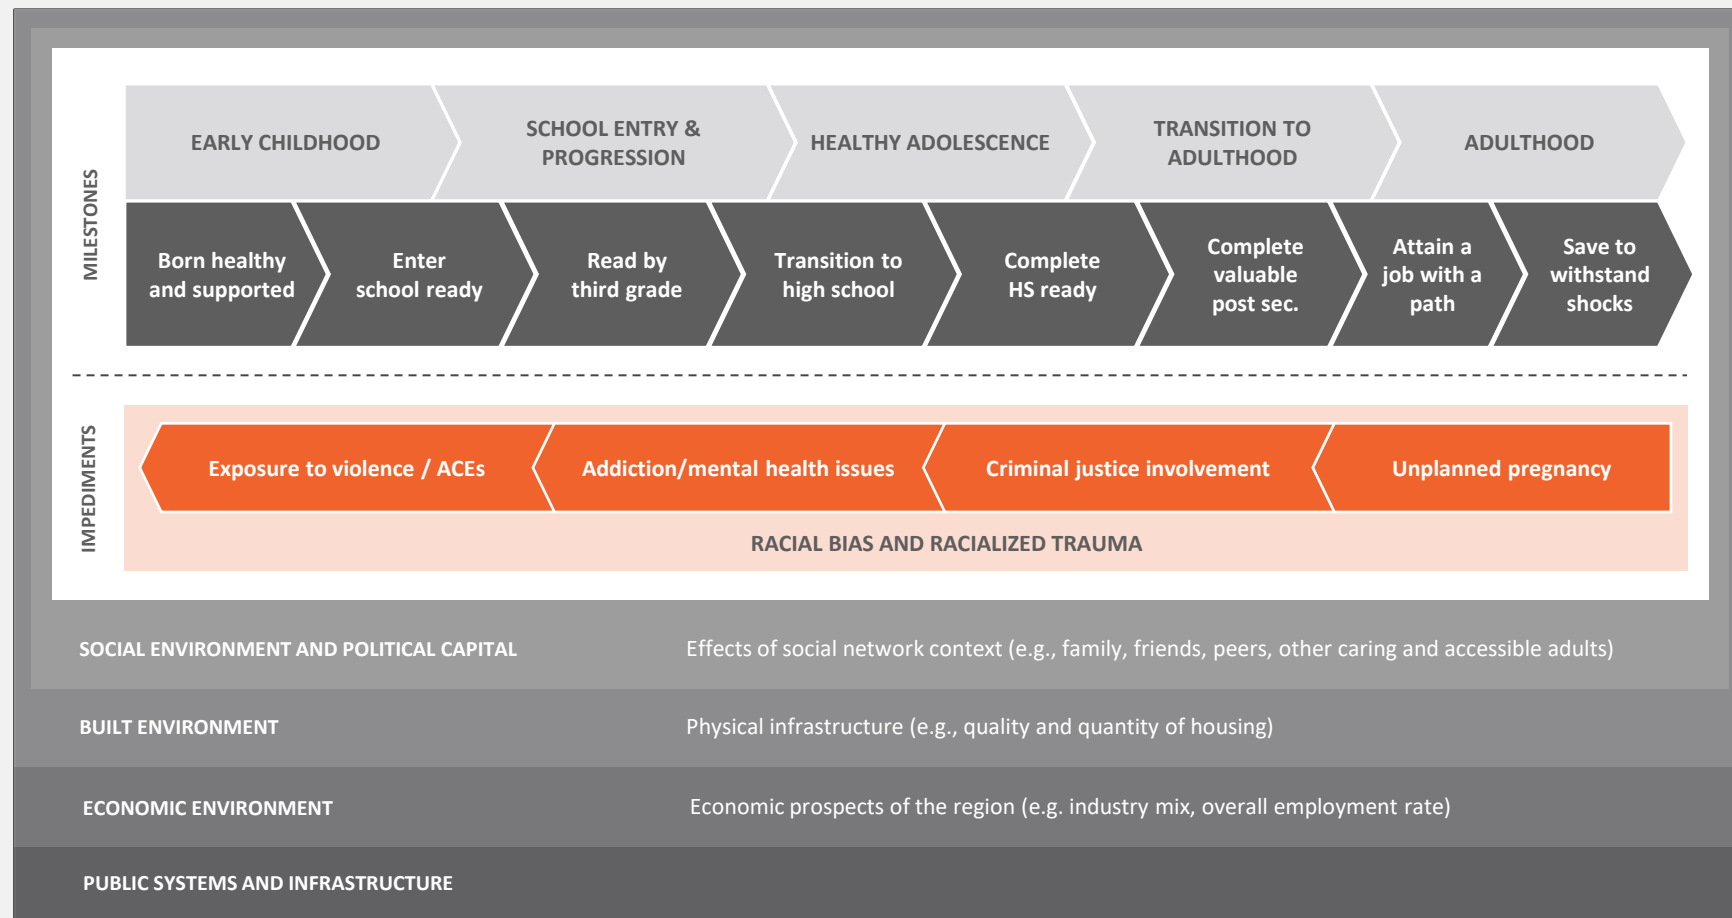 MILESTONES
EARLY CHILDHOOD
SCHOOL ENTRY &
PROGRESSION
HEALTHY ADOLESCENCE
TRANSITION TO
ADULTHOOD
ADULTHOOD
Born healthy
and supported
Enter
school ready
Read by
third grade
Transition to
high school
Complete
HS ready
Complete
valuable
post sec.
Attain a
job with a
path
Save to
withstand
shocks
IMPEDIMENTS
Exposure to violence / ACEs
Addiction/mental health issues
Criminal justice involvement
Unplanned pregnancy
RACIAL BIAS AND RACIALIZED TRAUMA
SOCIAL ENVIRONMENT AND POLITICAL CAPITAL
Effects of social network context (e.g., family, friends, peers, other caring and accessible adults)
BUILT ENVIRONMENT
Physical infrastructure (e.g., quality and quantity of housing)
ECONOMIC ENVIRONMENT
Economic prospects of the region (e.g. industry mix, overall employment rate)
PUBLIC SYSTEMS AND INFRASTRUCTURE